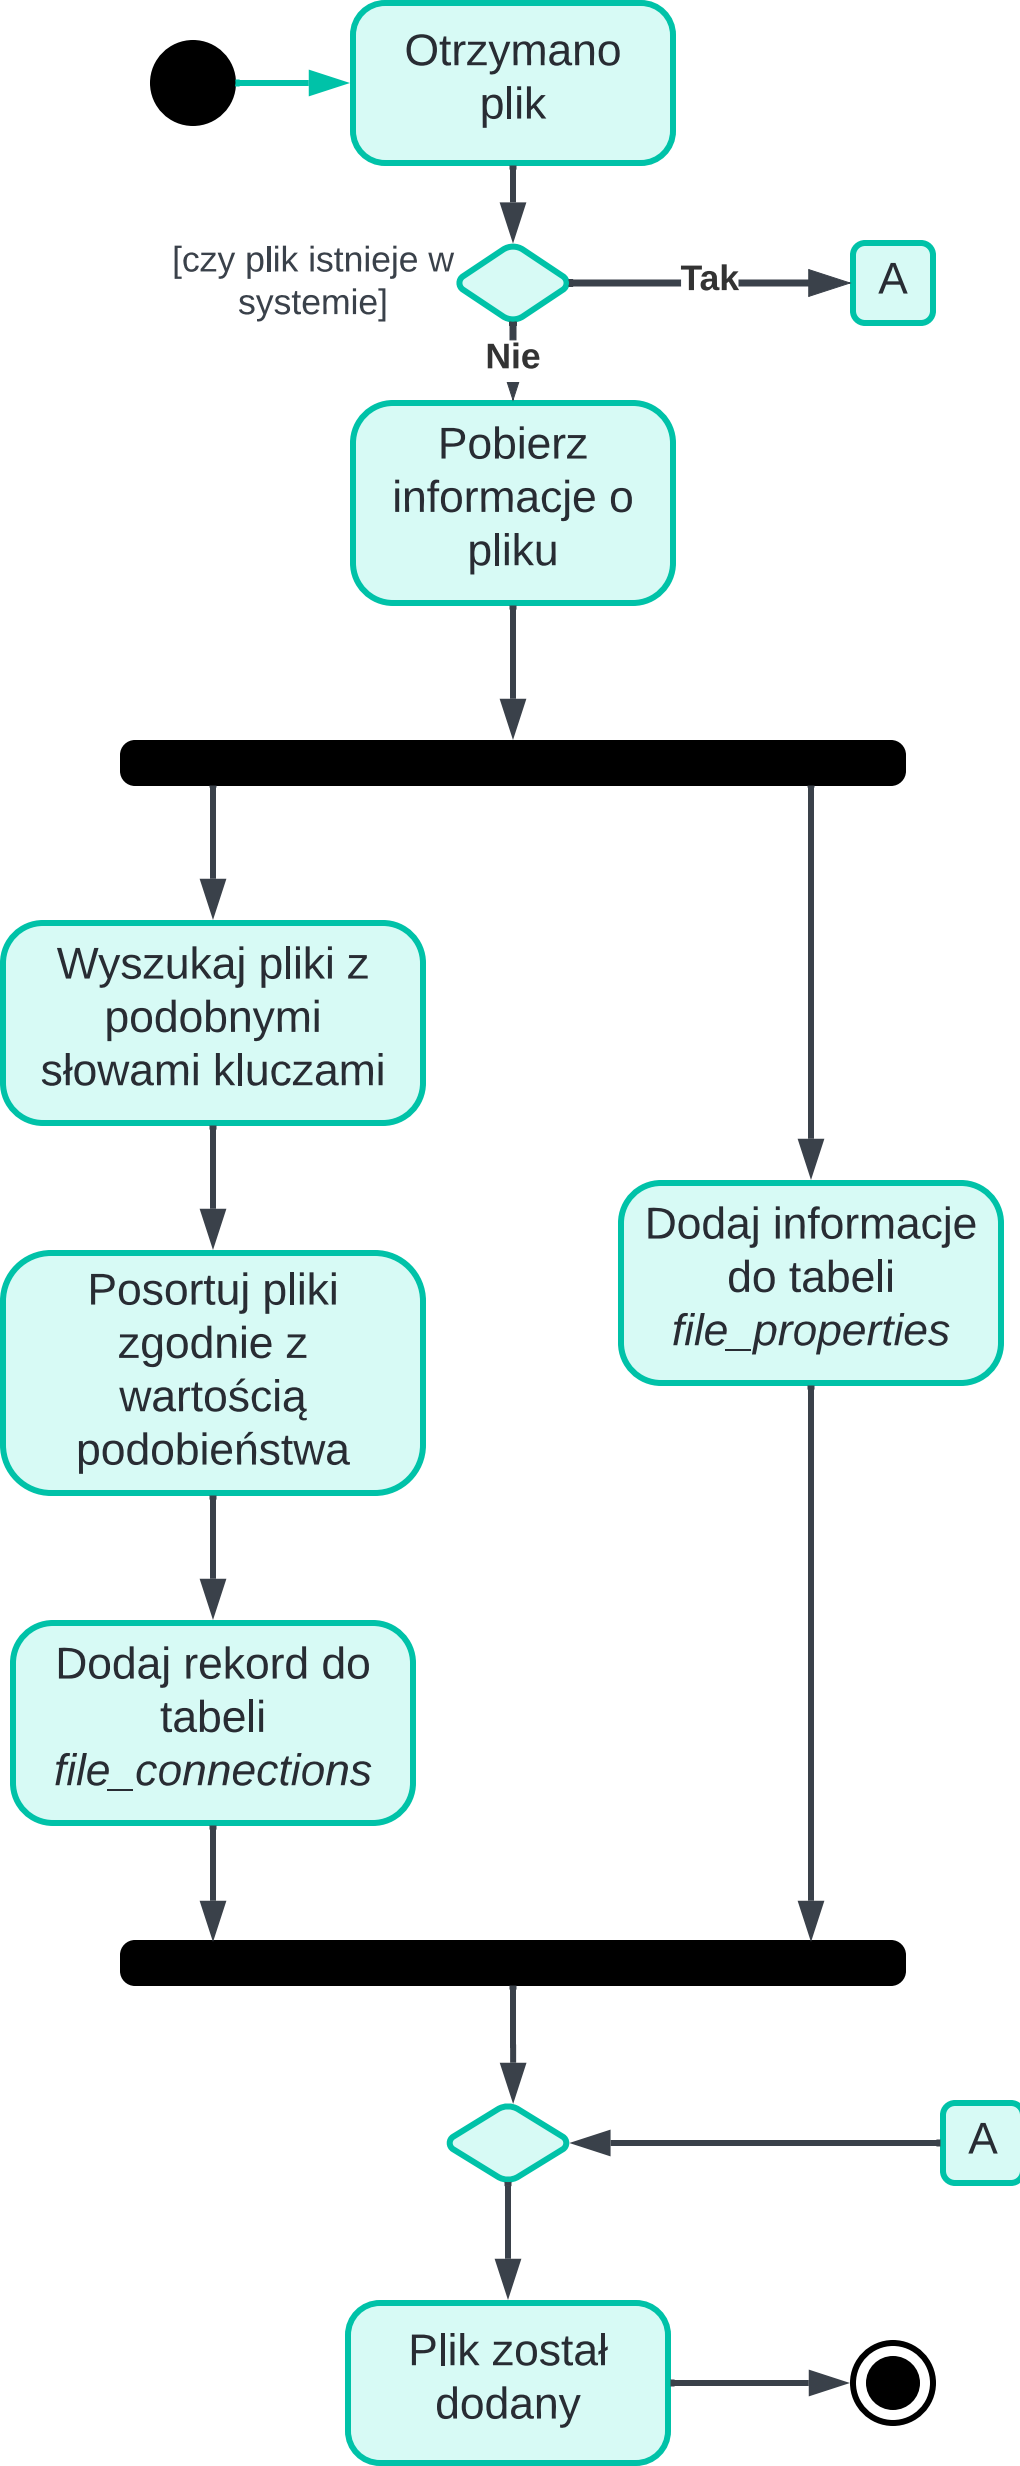 Otrzymano
plik
[czy plik istnieje w
systemie]
Tak
A
Nie
Pobierz
informacje o
pliku
Wyszukaj pliki z
podobnymi
słowami kluczami
Posortuj pliki
zgodnie z
wartością
podobieństwa
Dodaj informacje
do tabeli
file_properties
Dodaj rekord do
tabeli
file_connections
A
Plik został
dodany